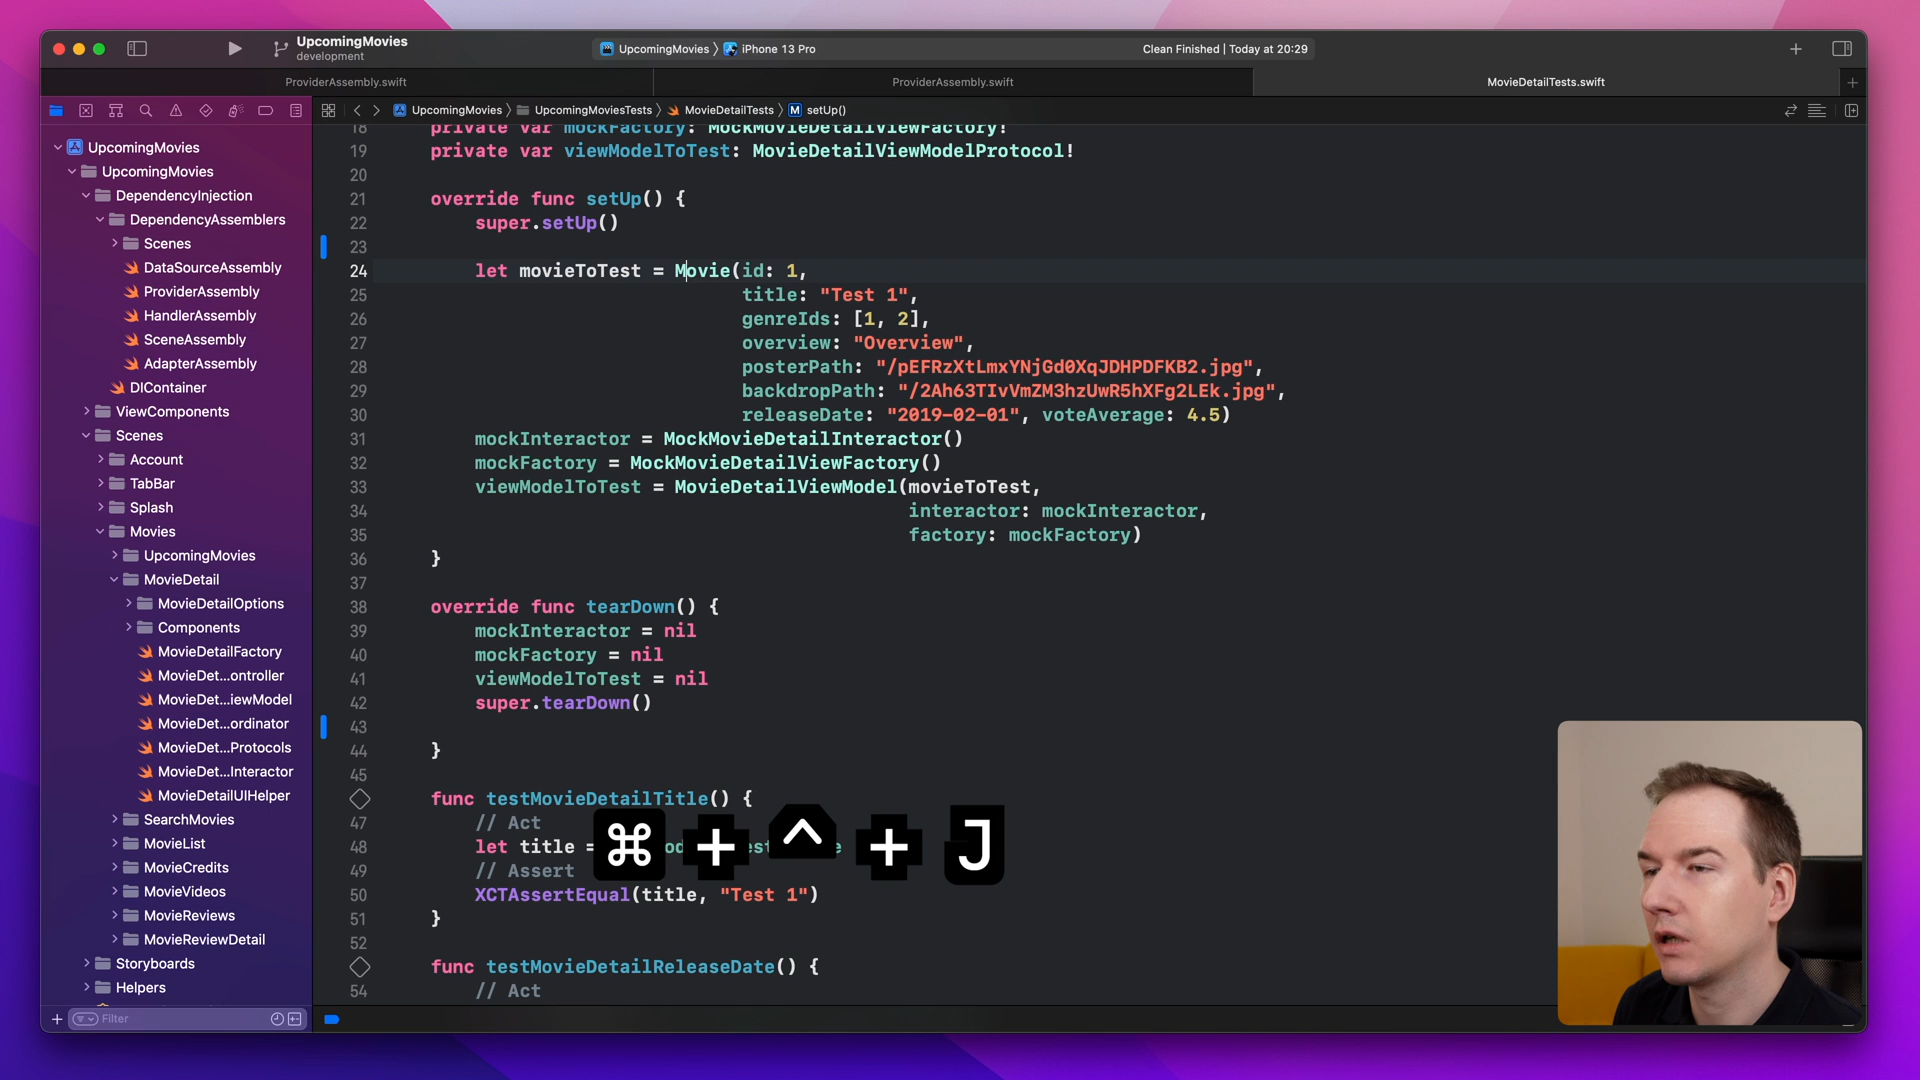 UpcomingMovies
development
UpcomingMovies
iPhone 13 Pro
Clean Finished | Today at 20:29
ProviderAssembly.swift
ProviderAssembly.swift
MovieDetailTests.swift
UpcomingMovies
UpcomingMoviesTests
MovieDetailTests
M
setUp()
UpcomingMovies
UpcomingMovies
DependencyInjection
DependencyAssemblers
Scenes
DataSourceAssembly
ProviderAssembly
HandlerAssembly
SceneAssembly
AdapterAssembly
DIContainer
ViewComponents
Scenes
Account
TabBar
Splash
Movies
UpcomingMovies
MovieDetail
MovieDetailOptions
Components
MovieDetailFactory
MovieDet...ontroller
MovieDet...iewModel
MovieDet...ordinator
MovieDet...Protocols
MovieDet...Interactor
MovieDetailUIHelper
SearchMovies
MovieList
MovieCredits
MovieVideos
MovieReviews
MovieReviewDetail
Storyboards
Helpers
Filter
18 private var mockFactory: MockMovieDetailViewFactory!
19 private var viewModelToTest: MovieDetailViewModelProtocol!
20
21 override func setUp() {
22 super.setUp()
23
24 let movieToTest = Movie(id: 1,
25 title: "Test 1",
26 genreIds: [1, 2],
27 overview: "Overview",
28 posterPath: "/pEFRzXtLmxYNjGd0XqJDHPDFKB2.jpg",
29 backdropPath: "/2Ah63TIvVmZM3hzUwR5hXFg2LEk.jpg",
30 releaseDate: "2019-02-01", voteAverage: 4.5)
31 mockInteractor = MockMovieDetailInteractor()
32 mockFactory = MockMovieDetailViewFactory()
33 viewModelToTest = MovieDetailViewModel(movieToTest,
34 interactor: mockInteractor,
35 factory: mockFactory)
36 }
37
38 override func tearDown() {
39 mockInteractor = nil
40 mockFactory = nil
41 viewModelToTest = nil
42 super.tearDown()
43
44 }
45
func testMovieDetailTitle() {
47 // Act
48 let title =
49 // Assert
50 XCTAssertEqual(title, "Test 1")
51 }
52
func testMovieDetailReleaseDate() {
54 // Act
⌘ + ^ + J